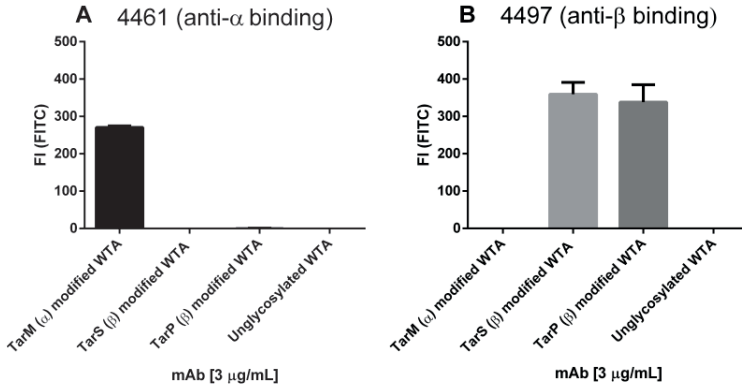 A 4461 (anti-α binding)
500
400
300
200
100
0
FI (FITC)
TarM (α) modified WTA
TarS (β) modified WTA
TarP (β) modified WTA
Unglycosylated WTA
mAb [3 μg/mL]
B 4497 (anti-β binding)
500
400
300
200
100
0
FI (FITC)
TarM (α) modified WTA
TarS (β) modified WTA
TarP (β) modified WTA
Unglycosylated WTA
mAb [3 μg/mL]